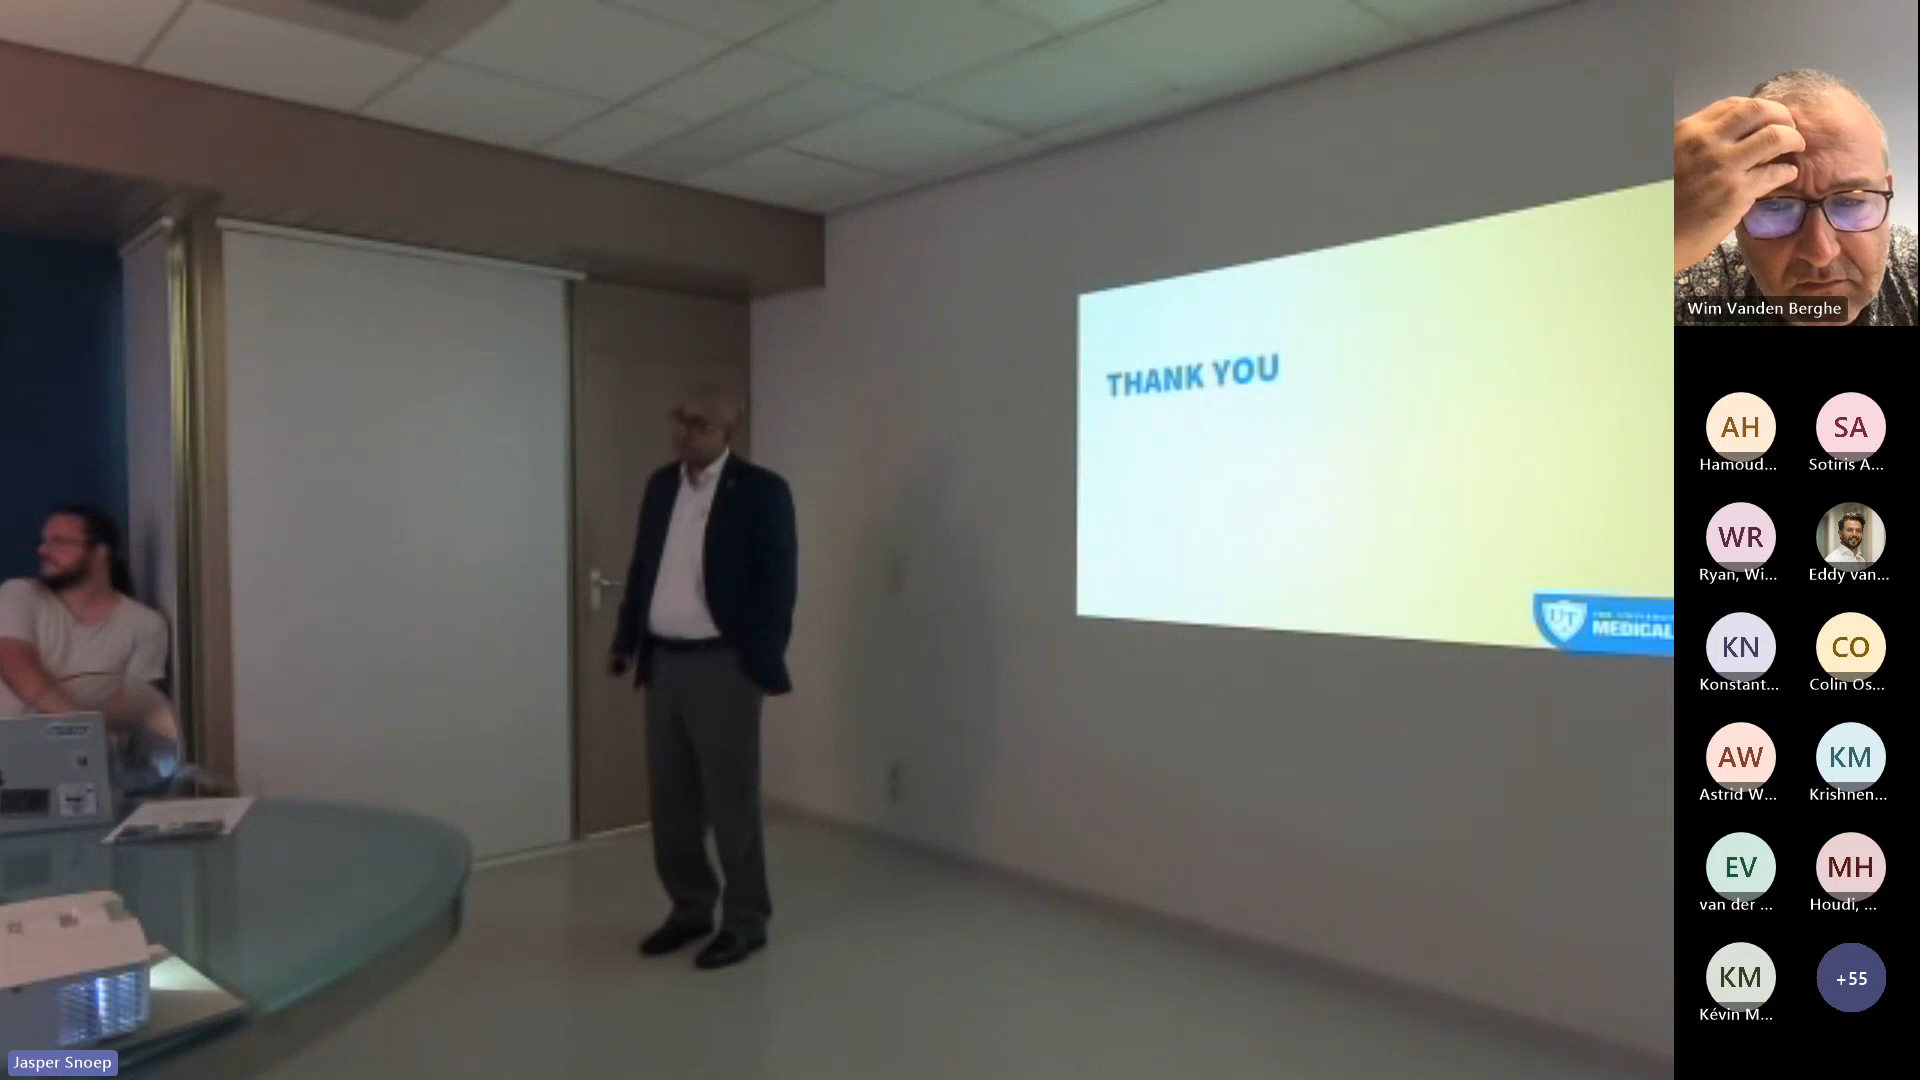 THANK YOU
UT
MEDICAL
Jasper Snoep
Wim Vanden Berghe
AH
Hamoud...
SA
Sotiris A...
WR
Ryan, Wi...
Eddy van...
KN
Konstant...
CO
Colin Os...
AW
Astrid W...
KM
Krishnen...
EV
van der ...
MH
Houdi, ...
KM
Kévin M...
+55